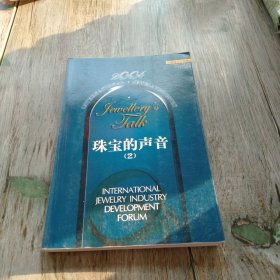 2004
Jewellery's
Talk
珠宝的声音
(2)
INTERNATIONAL
JEWELRY INDUSTRY
DEVELOPMENT
FORUM